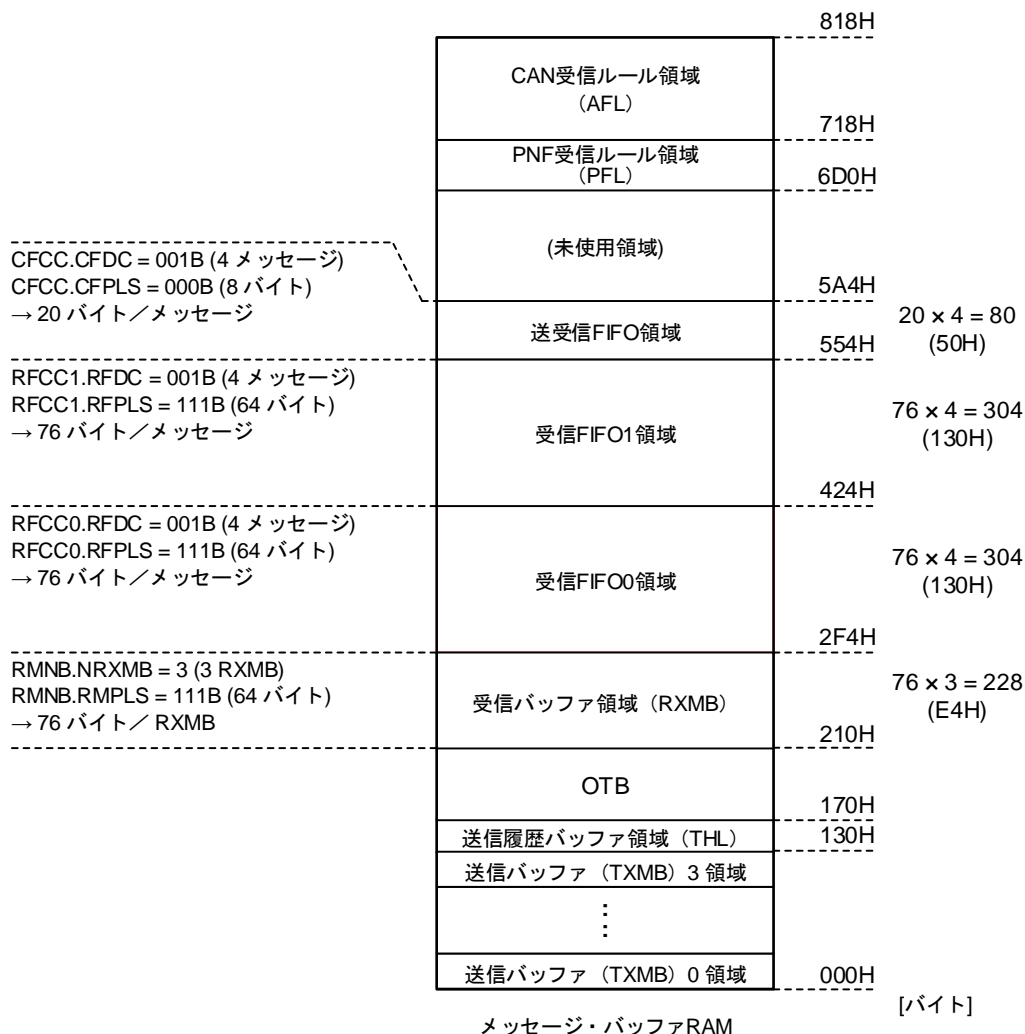 818H
CAN受信ルール領域
（AFL）
718H
PNF受信ルール領域
（PFL）
6D0H
(未使用領域)
CFCC.CFDC = 001B (4 メッセージ)
CFCC.CFPLS = 000B (8 バイト)
→ 20 バイト／メッセージ
5A4H
送受信FIFO領域
20 × 4 = 80
(50H)
554H
RFCC1.RFDC = 001B (4 メッセージ)
RFCC1.RFPLS = 111B (64 バイト)
→ 76 バイト／メッセージ
受信FIFO1領域
76 × 4 = 304
(130H)
424H
RFCC0.RFDC = 001B (4 メッセージ)
RFCC0.RFPLS = 111B (64 バイト)
→ 76 バイト／メッセージ
受信FIFO0領域
76 × 4 = 304
(130H)
2F4H
RMNB.NRXMB = 3 (3 RXMB)
RMNB.RMPLS = 111B (64 バイト)
→ 76 バイト／ RXMB
受信バッファ領域（RXMB）
76 × 3 = 228
(E4H)
210H
OTB
170H
送信履歴バッファ領域（THL）
130H
送信バッファ（TXMB）3 領域
⋮
送信バッファ（TXMB）0 領域
000H
[バイト]
メッセージ・バッファRAM